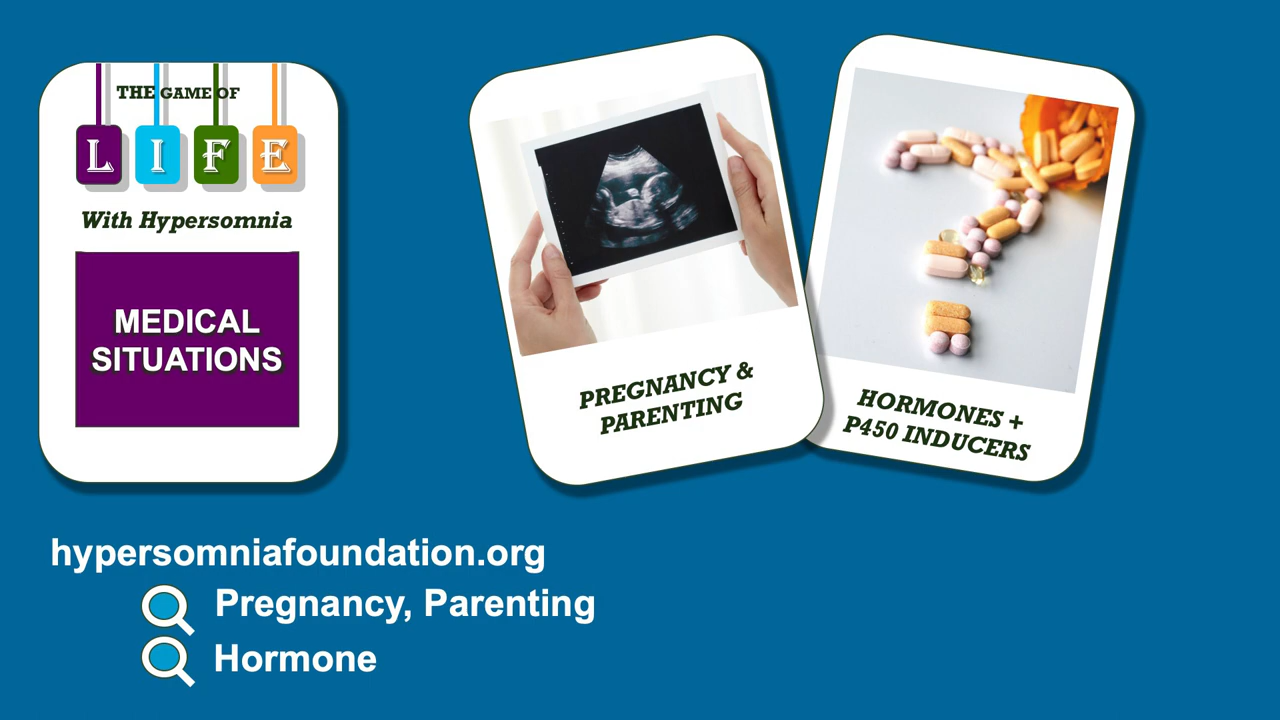 THE GAME OF
L I F E
With Hypersomnia
MEDICAL
SITUATIONS
PREGNANCY &
PARENTING
HORMONES +
P450 INDUCERS
hypersomniafoundation.org
Pregnancy, Parenting
Hormone